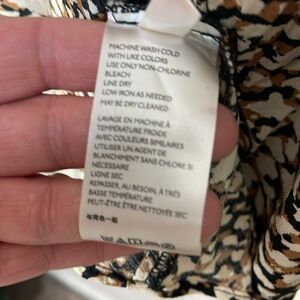 MACHINE WASH COLD
WITH LIKE COLORS
USE ONLY NON-CHLORINE
BLEACH
LINE DRY
LOW IRON AS NEEDED
MAY BE DRY CLEANED
LAVAGE EN MACHINE À
TEMPÉRATURE FROIDE
AVEC COULEURS SIMILAIRES
UTILISER UN AGENT DE
BLANCHIMENT SANS CHLORE SI
NÉCESSAIRE
LIGNE SEC
REPASSER, AU BESOIN, À TRÈS
BASSE TEMPÉRATURE
PEUT-ÊTRE ÊTRE NETTOYÉE SEC